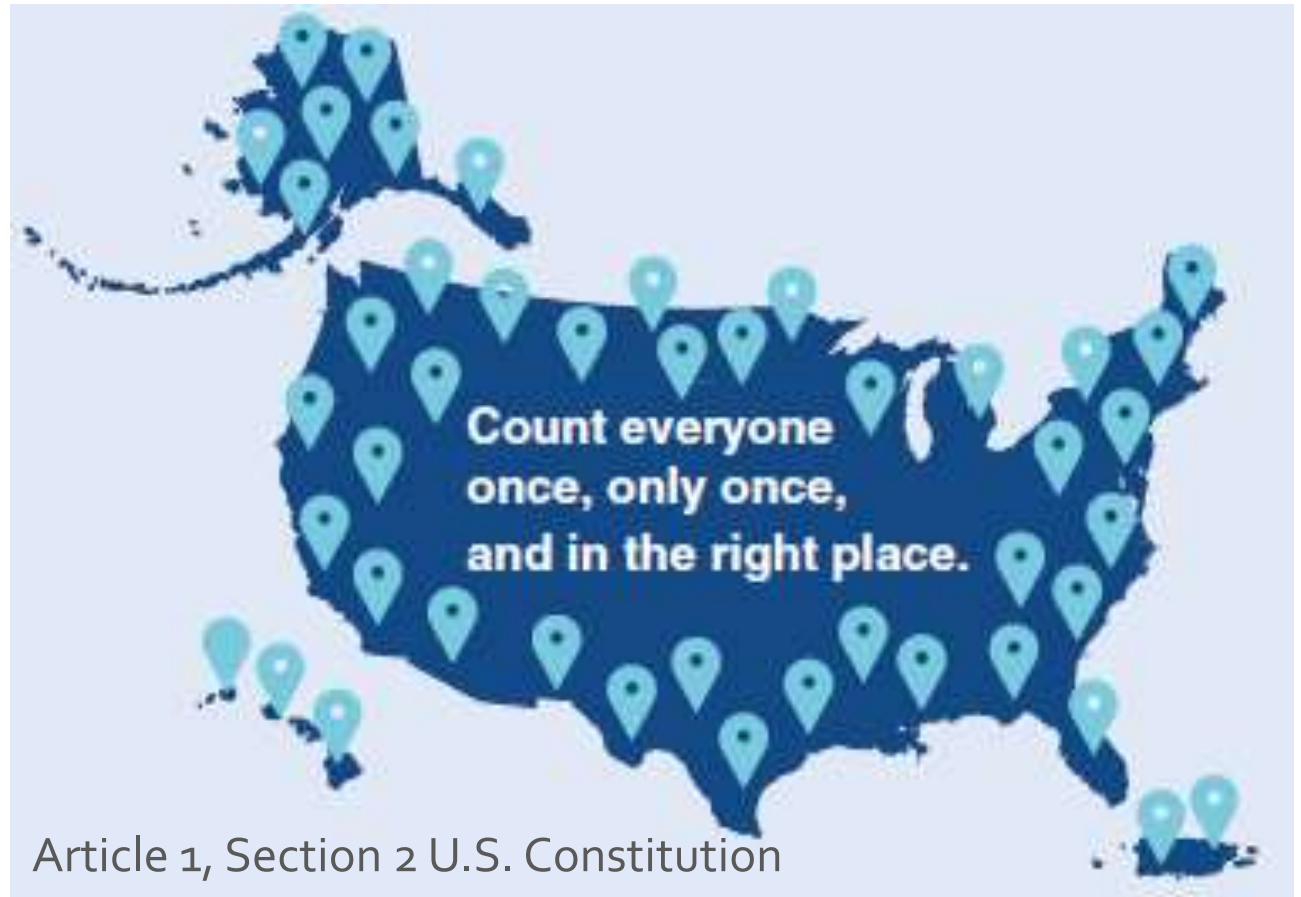 Count everyone
once, only once,
and in the right place.
Article 1, Section 2 U.S. Constitution